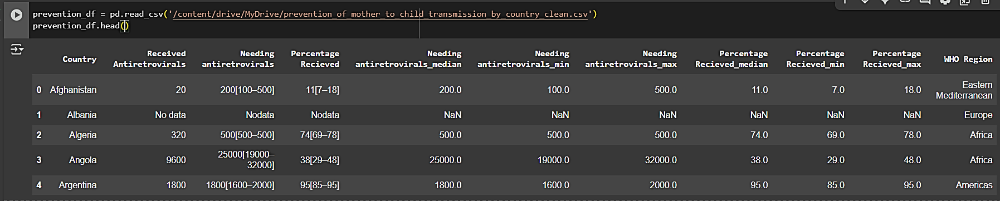 prevention_df = pd.read_csv('/content/drive/MyDrive/prevention_of_mother_to_child_transmission_by_country_clean.csv')
prevention_df.head()
Country Received Antiretrovirals Needing antiretrovirals Percentage Recieved Needing antiretrovirals_median Needing antiretrovirals_min Needing antiretrovirals_max Percentage Recieved_median Percentage Recieved_min Percentage Recieved_max WHO Region
0 Afghanistan 20 200[100–500] 11[7–18] 200.0 100.0 500.0 11.0 7.0 18.0 Eastern Mediterranean
1 Albania No data Nodata Nodata NaN NaN NaN NaN NaN NaN Europe
2 Algeria 320 500[500–500] 74[69–78] 500.0 500.0 500.0 74.0 69.0 78.0 Africa
3 Angola 9600 25000[19000–32000] 38[29–48] 25000.0 19000.0 32000.0 38.0 29.0 48.0 Africa
4 Argentina 1800 1800[1600–2000] 95[85–95] 1800.0 1600.0 2000.0 95.0 85.0 95.0 Americas